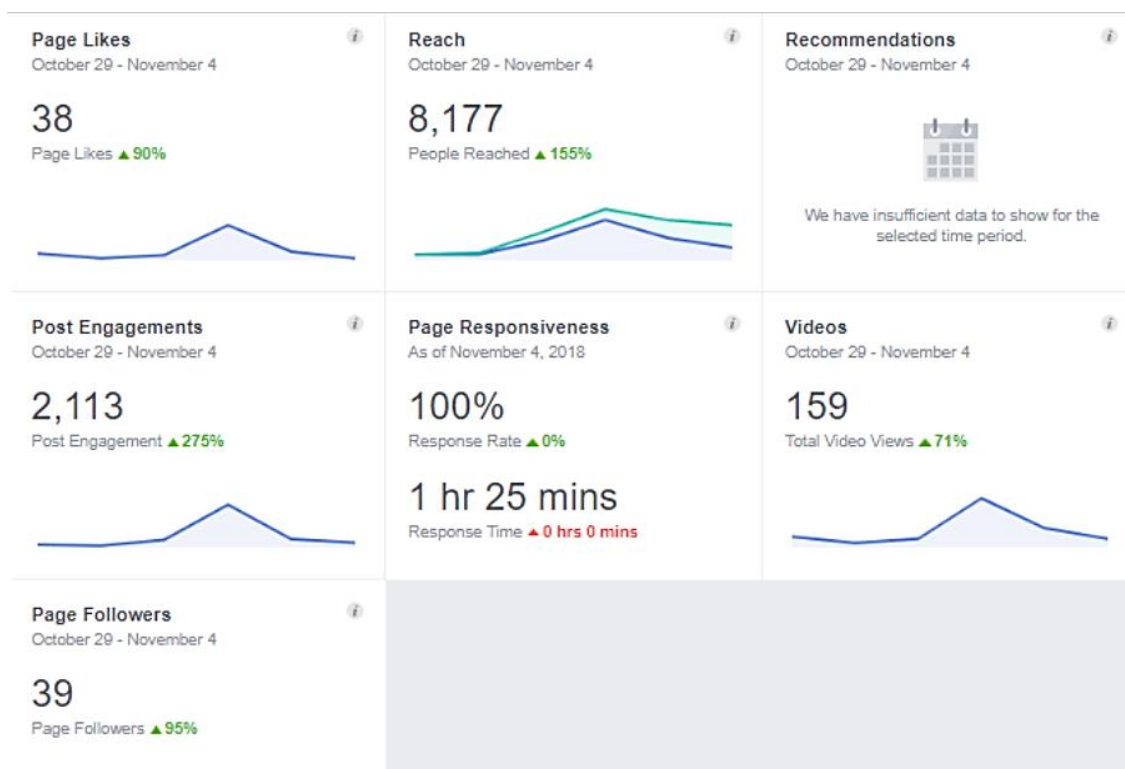 Page Likes
October 29 - November 4
38
Page Likes ▲ 90%
Reach
October 29 - November 4
8,177
People Reached ▲ 155%
Recommendations
October 29 - November 4
We have insufficient data to show for the
selected time period.
Post Engagements
October 29 - November 4
2,113
Post Engagement ▲ 275%
Page Responsiveness
As of November 4, 2018
100%
Response Rate ▲ 0%
1 hr 25 mins
Response Time ▲ 0 hrs 0 mins
Videos
October 29 - November 4
159
Total Video Views ▲ 71%
Page Followers
October 29 - November 4
39
Page Followers ▲ 95%